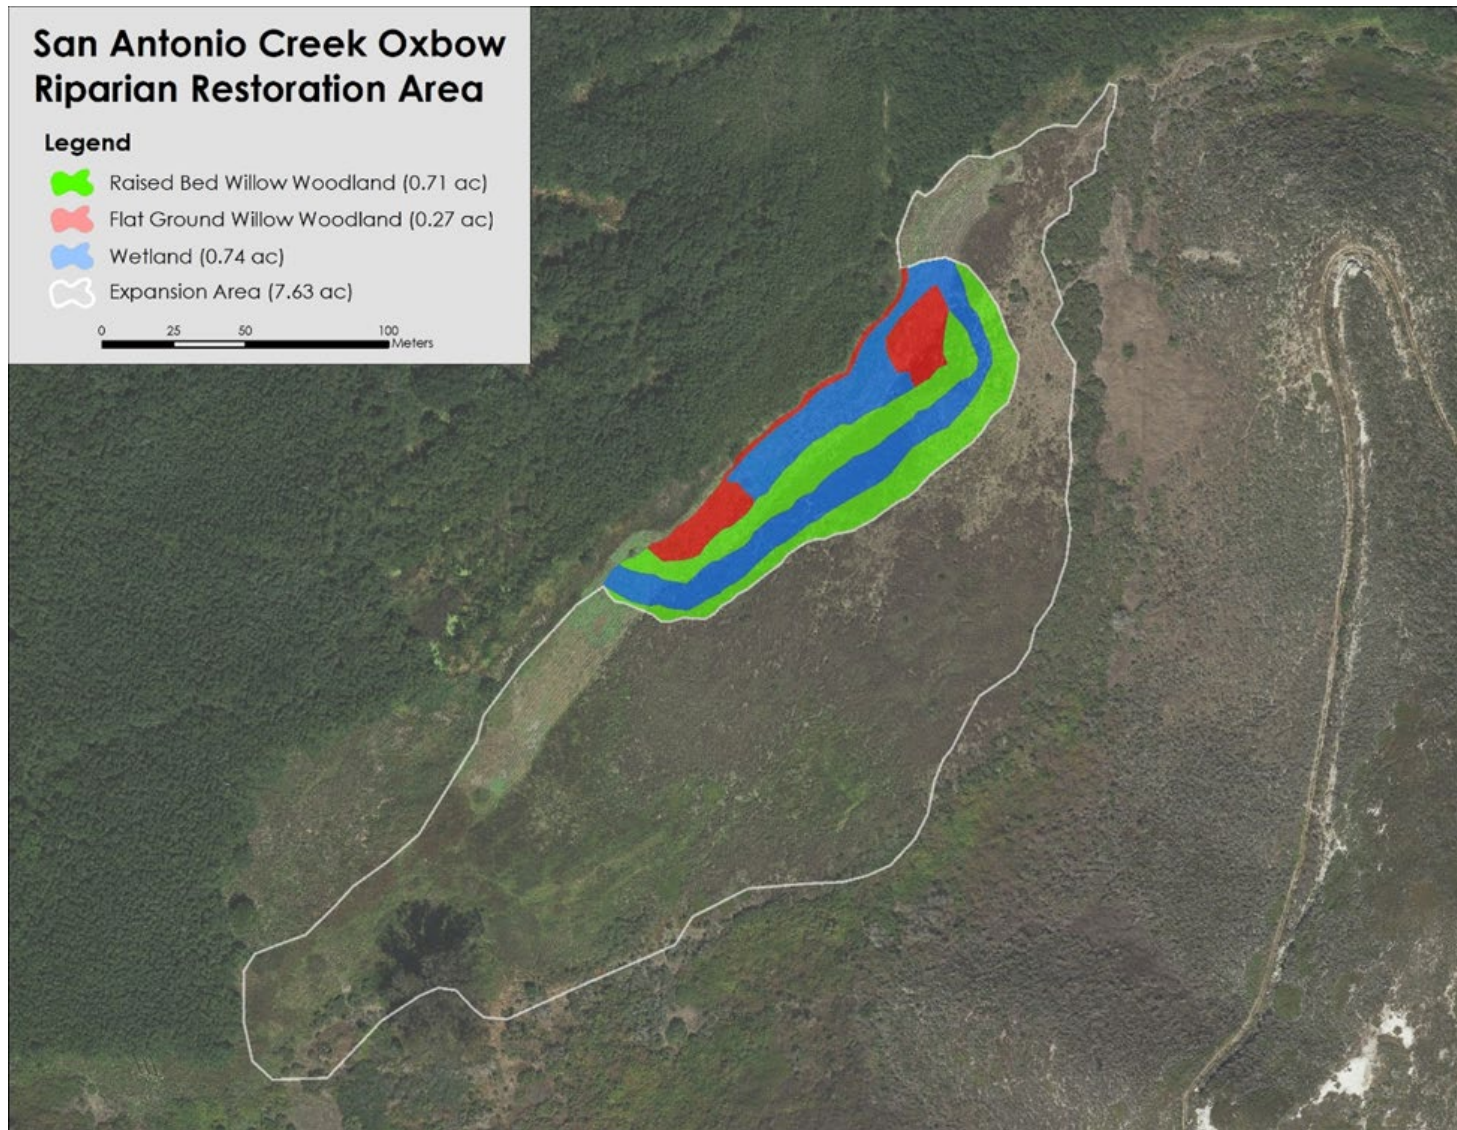 San Antonio Creek Oxbow
Riparian Restoration Area
Legend
Raised Bed Willow Woodland (0.71 ac)
Flat Ground Willow Woodland (0.27 ac)
Wetland (0.74 ac)
Expansion Area (7.63 ac)
0 25 50 100
Meters